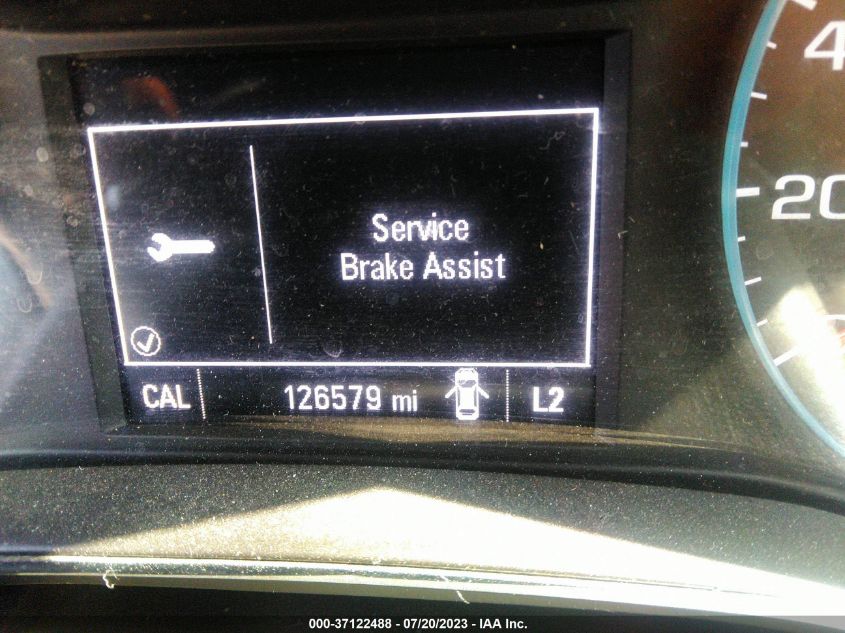 4
20
Service
Brake Assist
CAL
126579 mi
L2
000-37122488 - 07/20/2023 - IAA Inc.